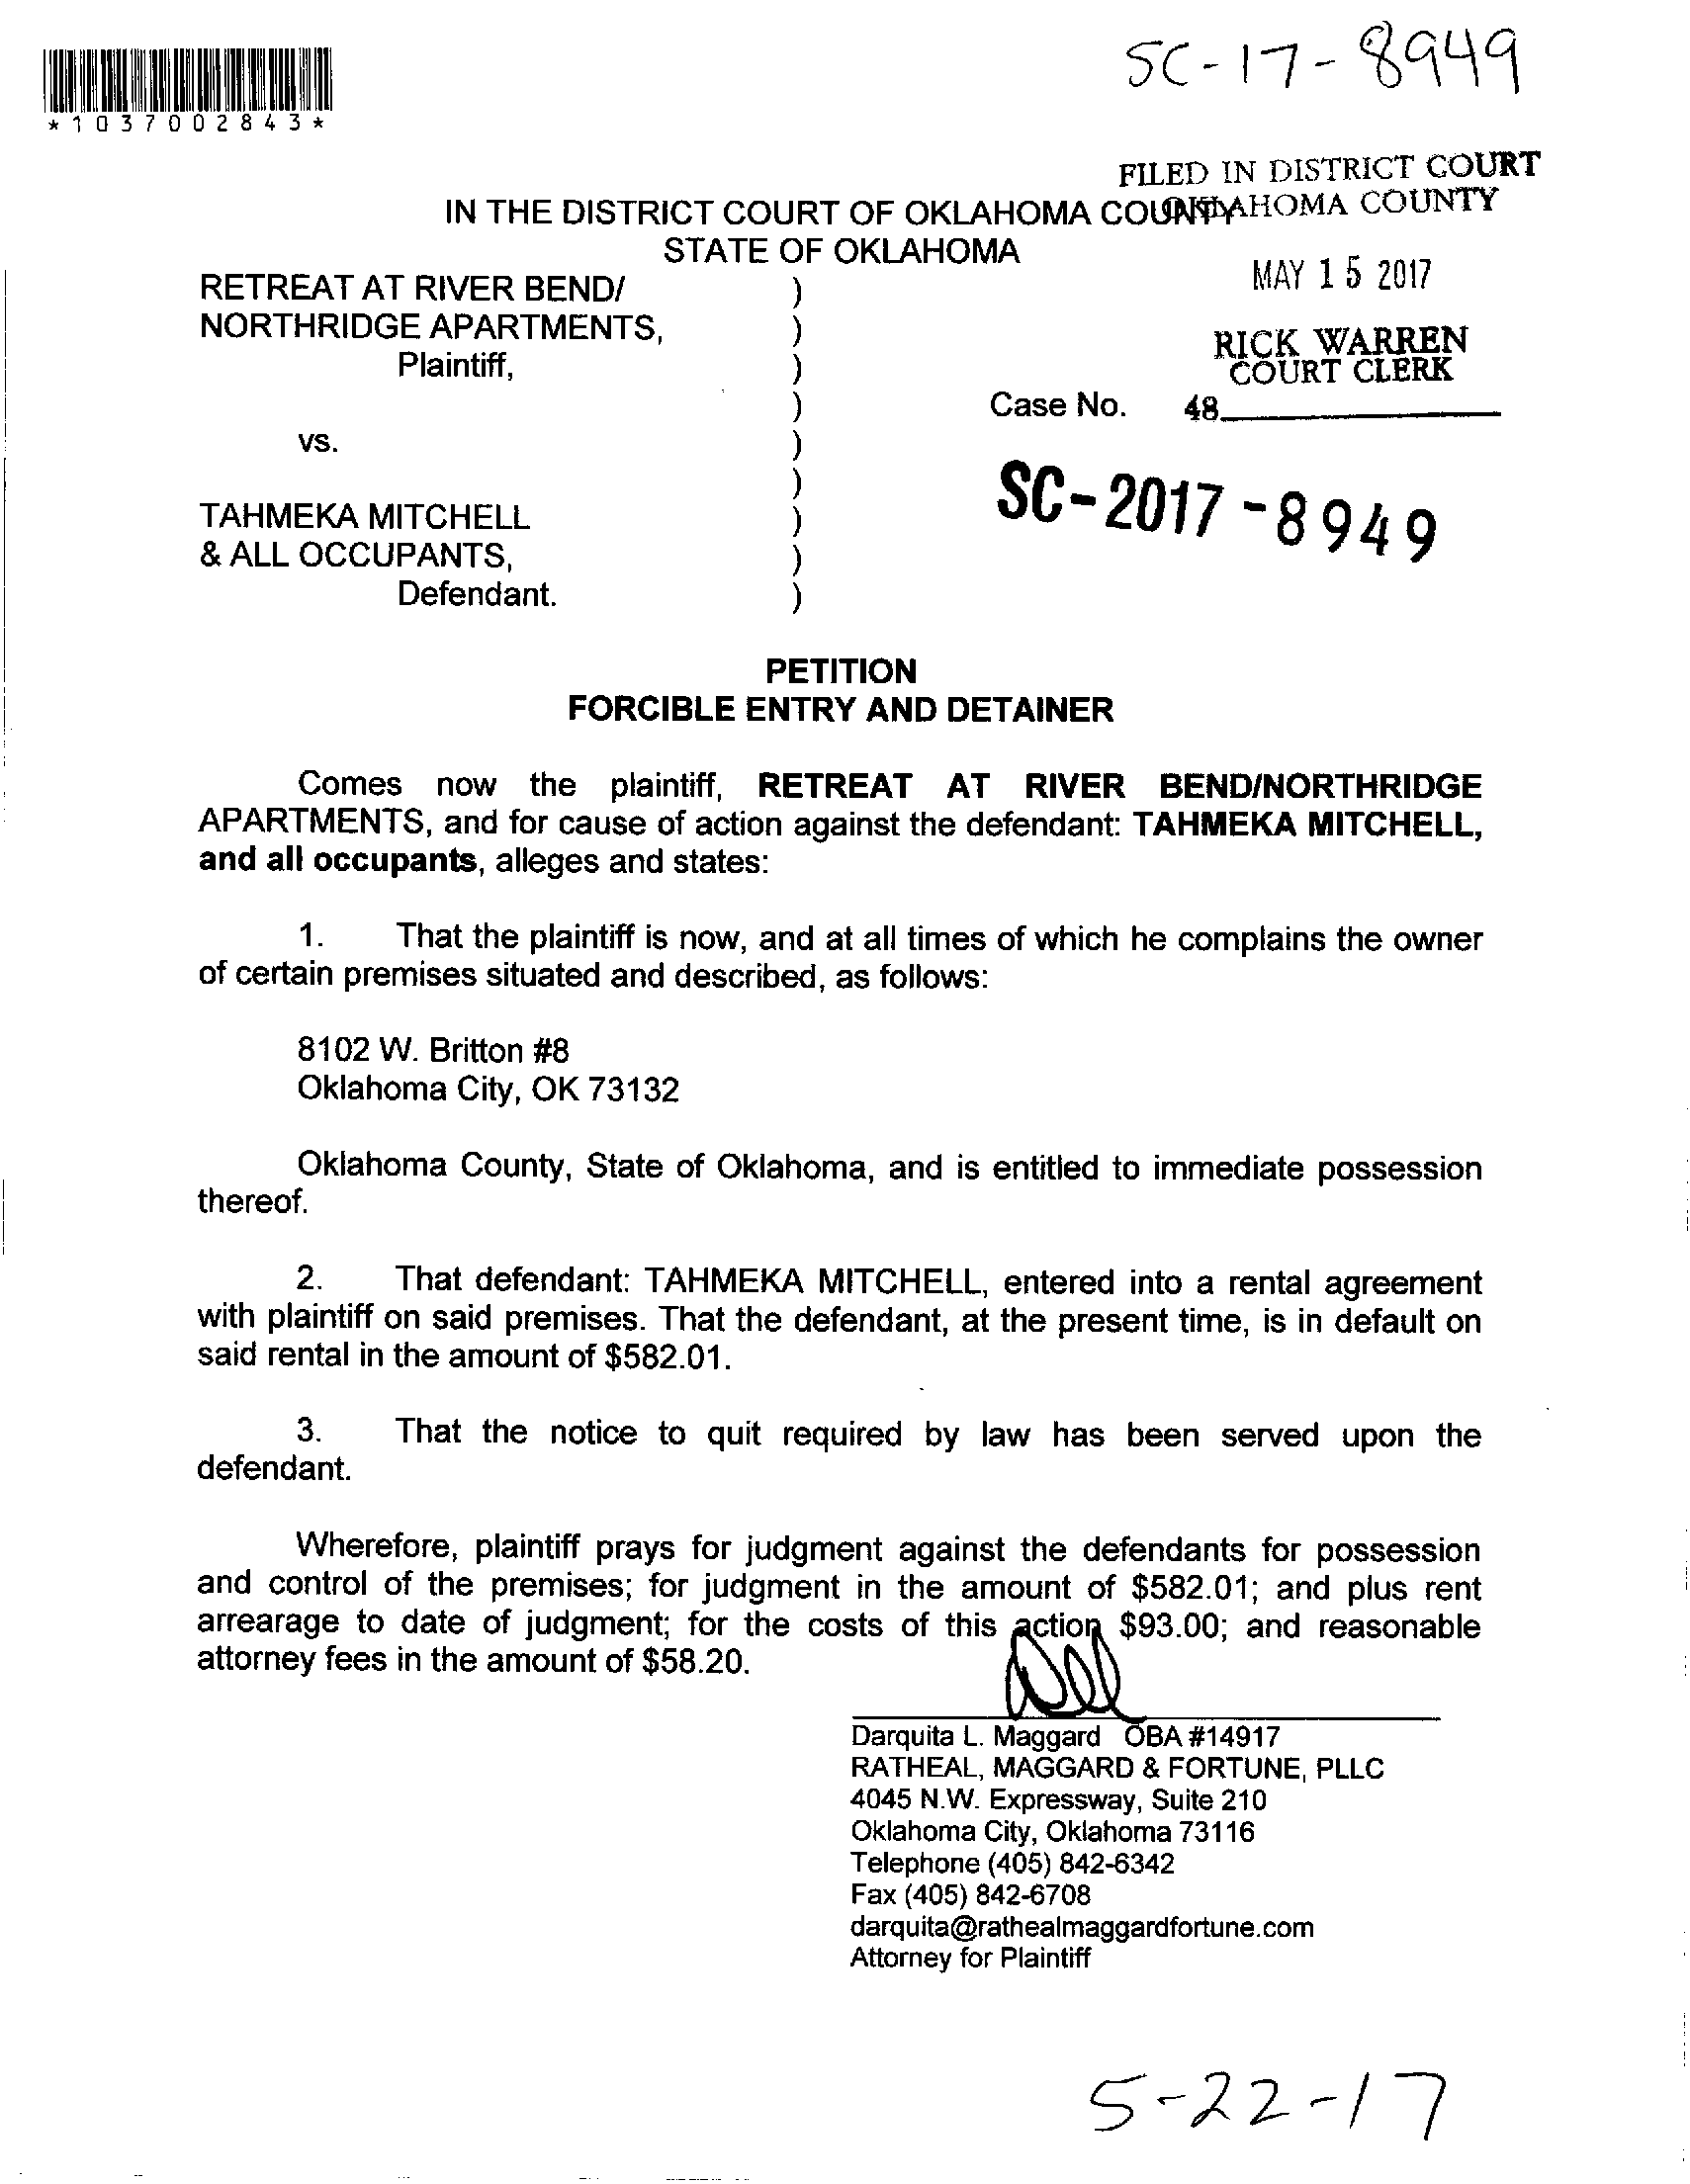 SC-17-8949
*1037002843*
FILED IN DISTRICT COURT
OKLAHOMA COUNTY
IN THE DISTRICT COURT OF OKLAHOMA COUNTY
STATE OF OKLAHOMA
MAY 15 2017
RETREAT AT RIVER BEND/ )
NORTHRIDGE APARTMENTS, )
RICK WARREN
COURT CLERK
Plaintiff, )
) Case No. 48
vs. )
)
SC-2017-8949
TAHMEKA MITCHELL )
& ALL OCCUPANTS, )
Defendant. )
PETITION
FORCIBLE ENTRY AND DETAINER
Comes now the plaintiff, RETREAT AT RIVER BEND/NORTHRIDGE
APARTMENTS, and for cause of action against the defendant: TAHMEKA MITCHELL,
and all occupants, alleges and states:
1. That the plaintiff is now, and at all times of which he complains the owner
of certain premises situated and described, as follows:
8102 W. Britton #8
Oklahoma City, OK 73132
Oklahoma County, State of Oklahoma, and is entitled to immediate possession
thereof.
2. That defendant: TAHMEKA MITCHELL, entered into a rental agreement
with plaintiff on said premises. That the defendant, at the present time, is in default on
said rental in the amount of $582.01.
3. That the notice to quit required by law has been served upon the
defendant.
Wherefore, plaintiff prays for judgment against the defendants for possession
and control of the premises; for judgment in the amount of $582.01; and plus rent
arrearage to date of judgment; for the costs of this action $93.00; and reasonable
attorney fees in the amount of $58.20.
Darquita L. Maggard OBA #14917
RATHEAL, MAGGARD & FORTUNE, PLLC
4045 N.W. Expressway, Suite 210
Oklahoma City, Oklahoma 73116
Telephone (405) 842-6342
Fax (405) 842-6708
darquita@rathealmaggardfortune.com
Attorney for Plaintiff
5-22-17